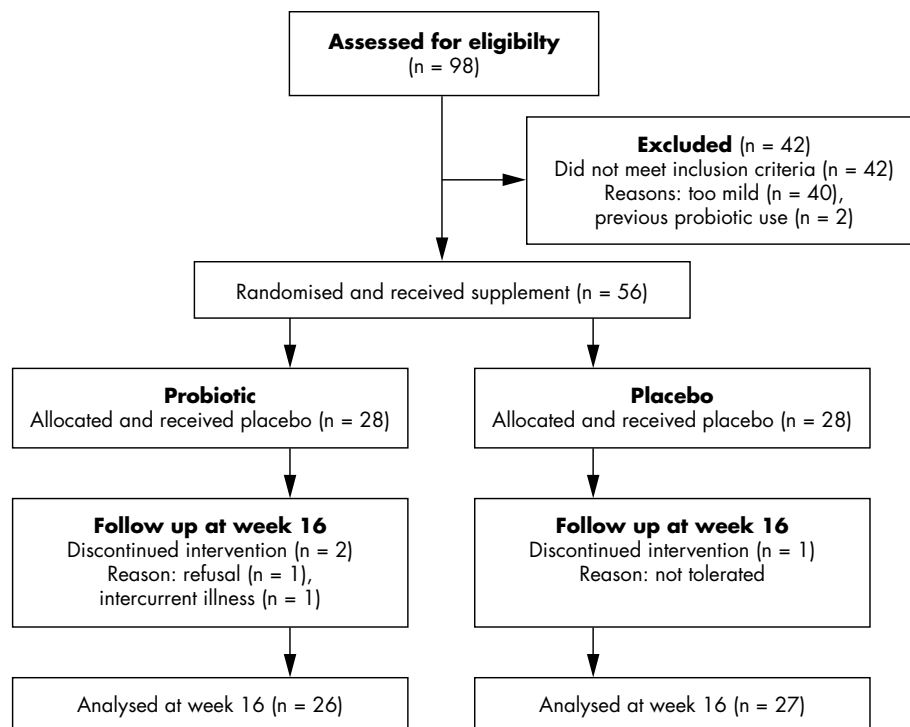 Assessed for eligibilty
(n = 98)
Excluded (n = 42)
Did not meet inclusion criteria (n = 42)
Reasons: too mild (n = 40),
previous probiotic use (n = 2)
Randomised and received supplement (n = 56)
Probiotic
Allocated and received placebo (n = 28)
Placebo
Allocated and received placebo (n = 28)
Follow up at week 16
Discontinued intervention (n = 2)
Reason: refusal (n = 1),
intercurrent illness (n = 1)
Follow up at week 16
Discontinued intervention (n = 1)
Reason: not tolerated
Analysed at week 16 (n = 26)
Analysed at week 16 (n = 27)